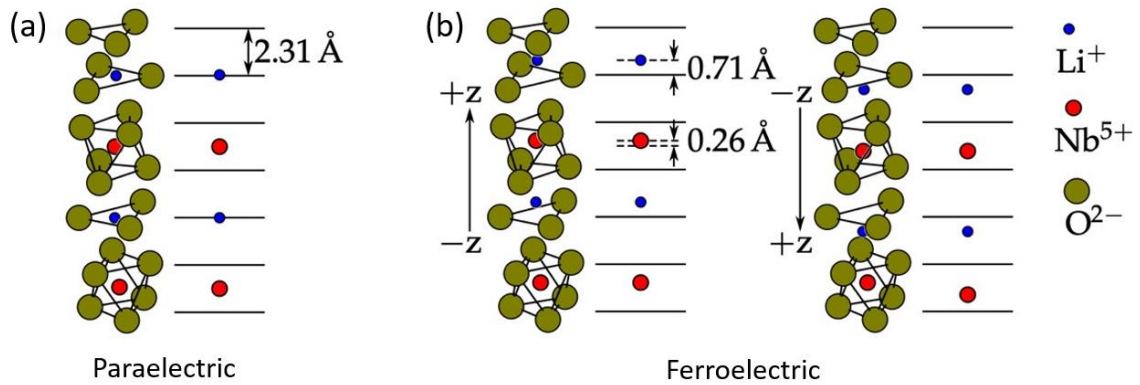 (a)
2.31 Å
Paraelectric
(b)
+z
−z
0.71 Å
0.26 Å
−z
+z
Ferroelectric
Li⁺
Nb⁵⁺
O²⁻